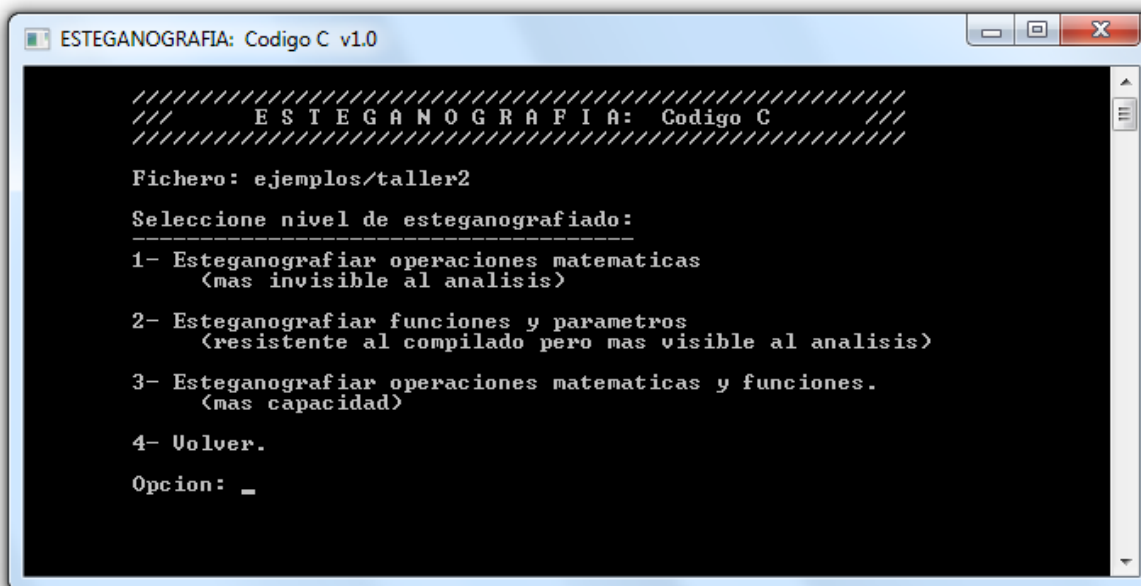 ESTEGANOGRAFIA: Codigo C v1.0
/////////////////////////////////////////////////////////
/// E S T E G A N O G R A F I A: Codigo C ///
/////////////////////////////////////////////////////////
Fichero: ejemplos/taller2
Seleccione nivel de esteganografiado:
-------------------------------------
1- Esteganografiar operaciones matematicas
(mas invisible al analisis)
2- Esteganografiar funciones y parametros
(resistente al compilado pero mas visible al analisis)
3- Esteganografiar operaciones matematicas y funciones.
(mas capacidad)
4- Volver.
Opcion: _